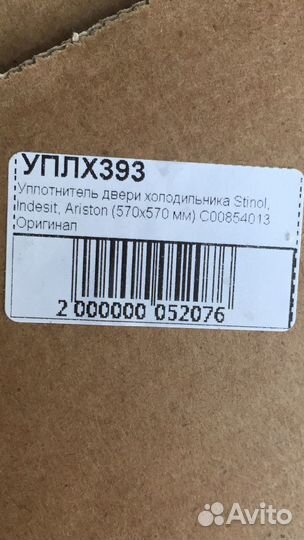 УПЛХ393
Уплотнитель двери холодильника Stinol,
Indesit, Ariston (570x570 мм) C00854013
Оригинал
2 000000 052076
Avito